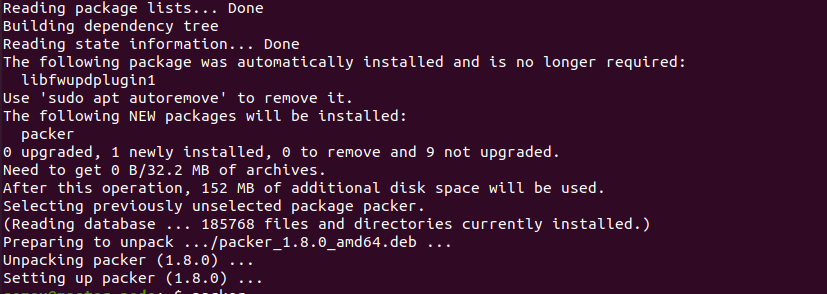 Reading package lists... Done
Building dependency tree
Reading state information... Done
The following package was automatically installed and is no longer required:
  libfwupdplugin1
Use 'sudo apt autoremove' to remove it.
The following NEW packages will be installed:
  packer
0 upgraded, 1 newly installed, 0 to remove and 9 not upgraded.
Need to get 0 B/32.2 MB of archives.
After this operation, 152 MB of additional disk space will be used.
Selecting previously unselected package packer.
(Reading database ... 185768 files and directories currently installed.)
Preparing to unpack .../packer_1.8.0_amd64.deb ...
Unpacking packer (1.8.0) ...
Setting up packer (1.8.0) ...